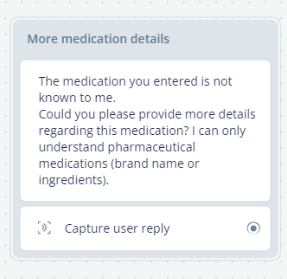 More medication details
The medication you entered is not
known to me.
Could you please provide more details
regarding this medication? I can only
understand pharmaceutical
medications (brand name or
ingredients).
Capture user reply